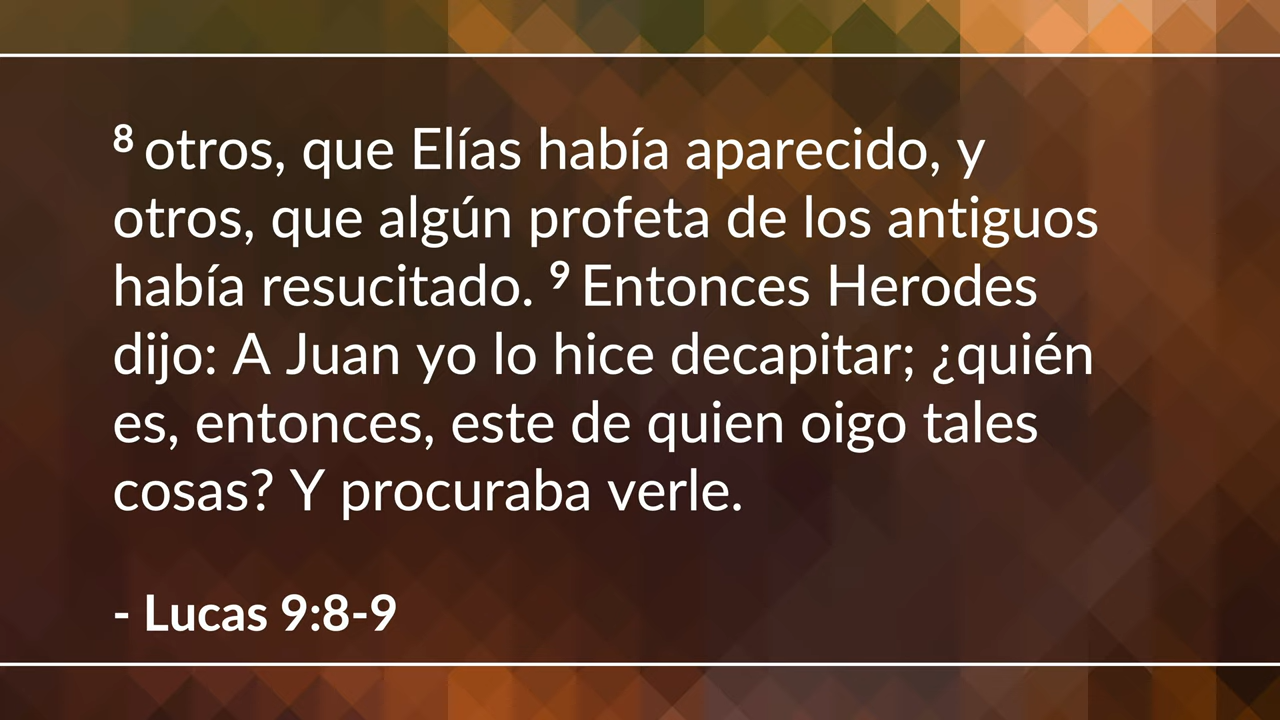 8 otros, que Elías había aparecido, y
otros, que algún profeta de los antiguos
había resucitado. 9 Entonces Herodes
dijo: A Juan yo lo hice decapitar; ¿quién
es, entonces, este de quien oigo tales
cosas? Y procuraba verle.
- Lucas 9:8-9